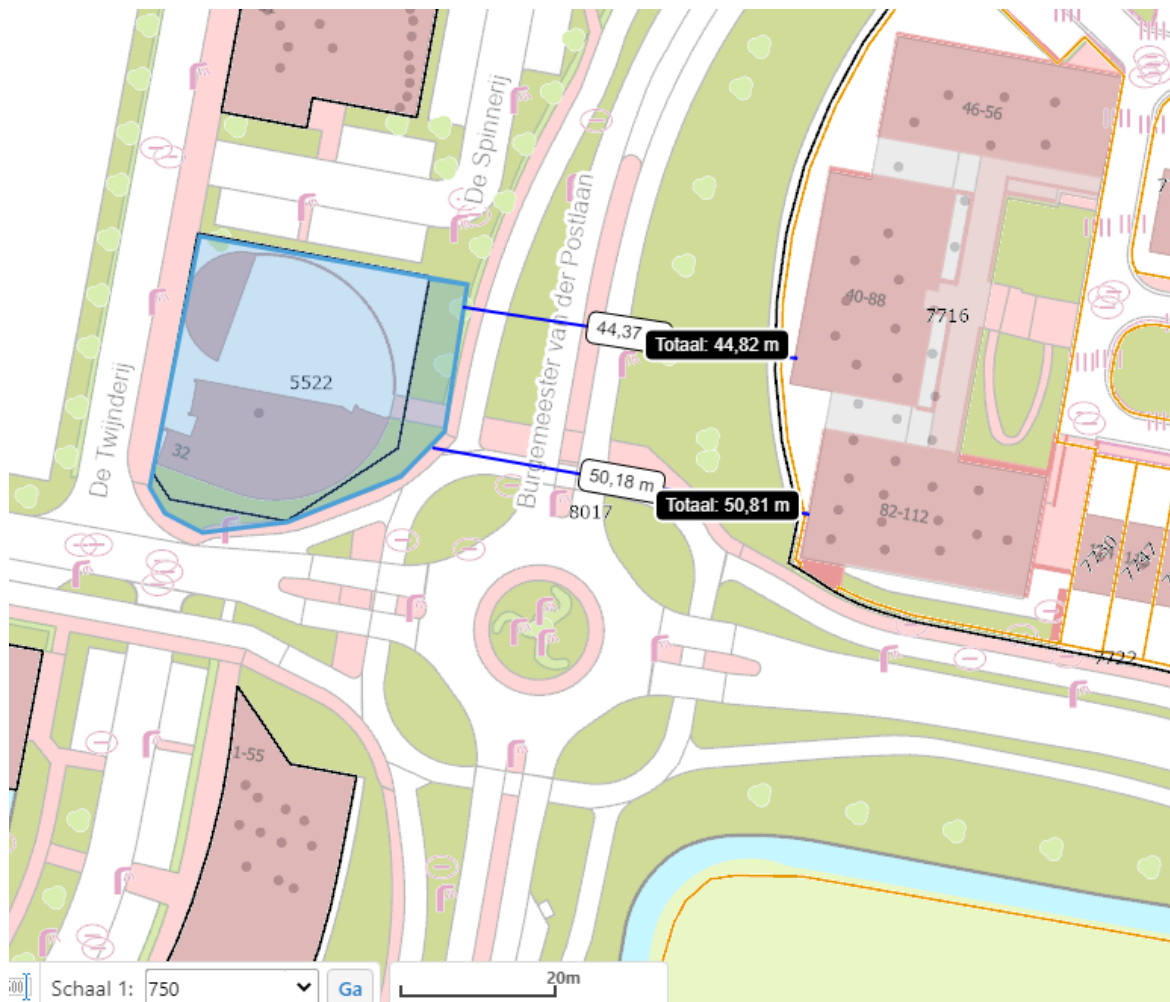 De Spinnerij
46-56
Burgemeester van der Postlaan
44,37
Totaal: 44,82 m
40-88
7716
5522
De Twijnderij
32
50,18 m
Totaal: 50,81 m
8017
82-112
7722
1-55
Schaal 1:
750
Ga
20m